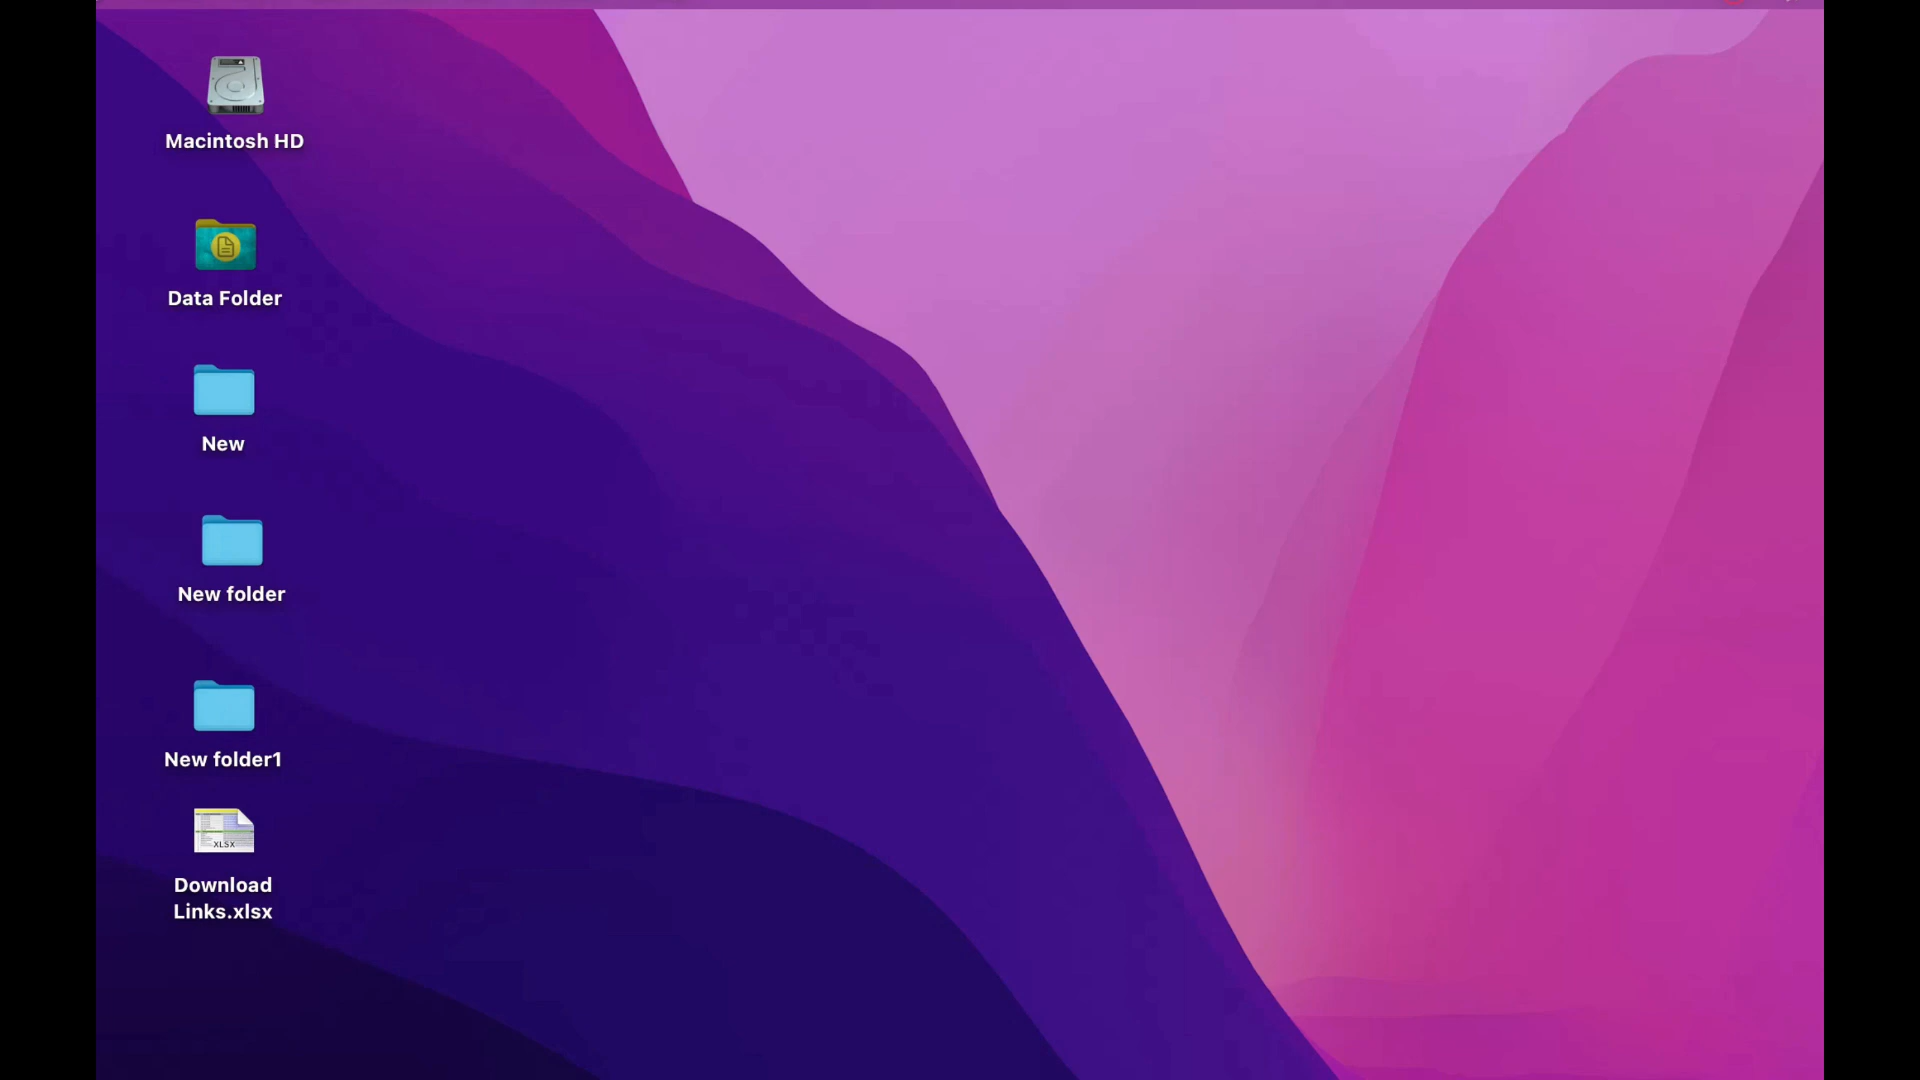 Macintosh HD
Data Folder
New
New folder
New folder1
XLSX
Download
Links.xlsx